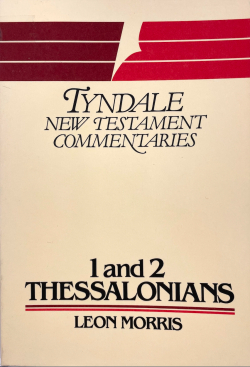 TYNDALE
NEW TESTAMENT
COMMENTARIES
1 and 2
THESSALONIANS
LEON MORRIS